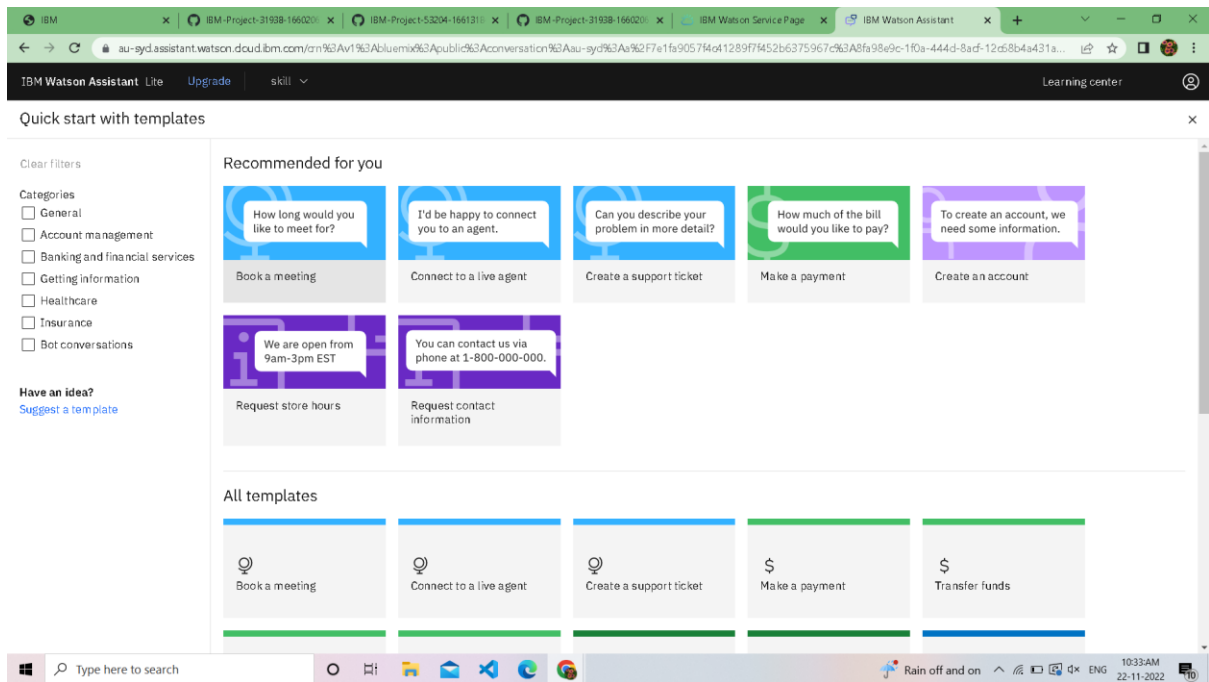 IBM
IBM-Project-31938-1660206
IBM-Project-53204-1661318
IBM-Project-31938-1660206
IBM Watson Service Page
IBM Watson Assistant
IBM Watson Assistant Lite
Upgrade
skill
Learning center
Quick start with templates
Clear filters
Categories
General
Account management
Banking and financial services
Getting information
Healthcare
Insurance
Bot conversations
Have an idea?
Suggest a template
Recommended for you
How long would you
like to meet for?
Book a meeting
I'd be happy to connect
you to an agent.
Connect to a live agent
Can you describe your
problem in more detail?
Create a support ticket
How much of the bill
would you like to pay?
Make a payment
To create an account, we
need some information.
Create an account
We are open from
9am-3pm EST
Request store hours
You can contact us via
phone at 1-800-000-000.
Request contact
information
All templates
Book a meeting
Connect to a live agent
Create a support ticket
$
Make a payment
$
Transfer funds
Type here to search
Rain off and on
ENG
10:33 AM
22-11-2022